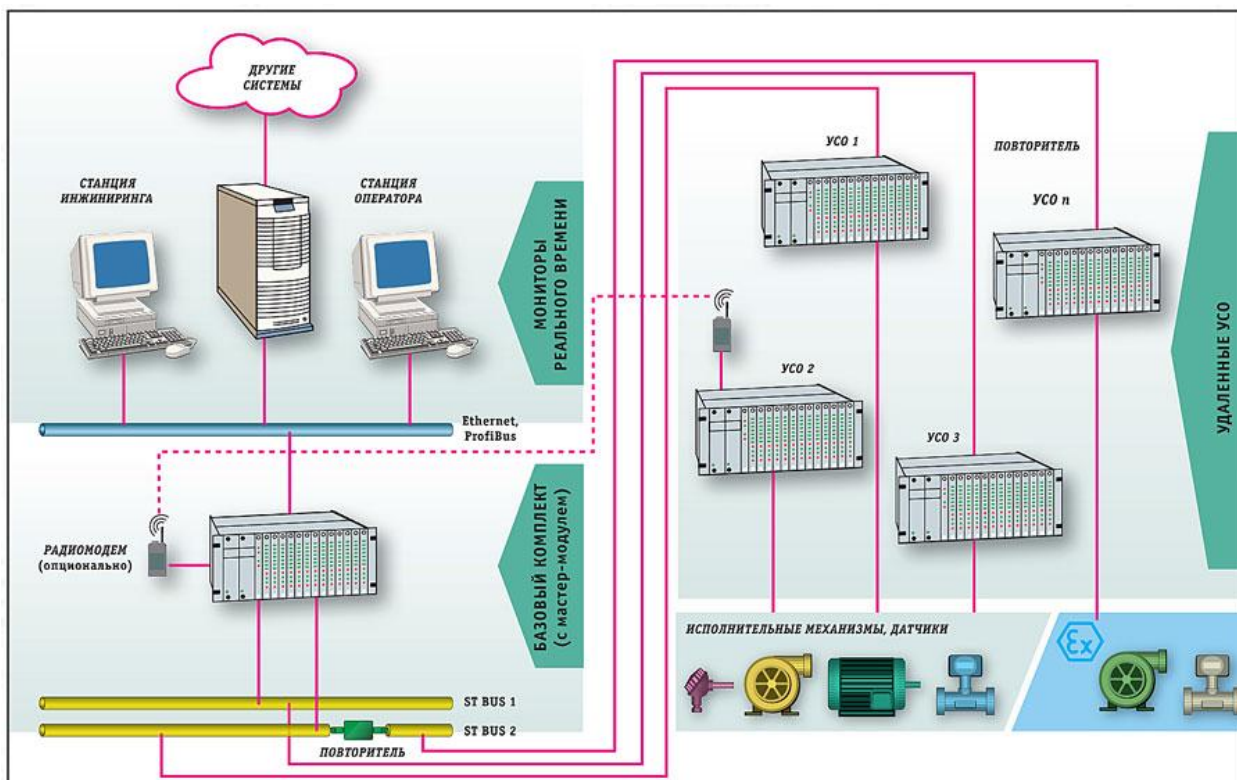 ДРУГИЕ
СИСТЕМЫ
СТАНЦИЯ
ИНЖИНИРИНГА
СТАНЦИЯ
ОПЕРАТОРА
МОНИТОРЫ
РЕАЛЬНОГО ВРЕМЕНИ
Ethernet,
ProfiBus
РАДИОМОДЕМ
(опционально)
БАЗОВЫЙ КОМПЛЕКТ
(с мастер-модулем)
ST BUS 1
ST BUS 2
ПОВТОРИТЕЛЬ
УСО 1
ПОВТОРИТЕЛЬ
УСО n
УСО 2
УСО 3
УДАЛЕННЫЕ УСО
ИСПОЛНИТЕЛЬНЫЕ МЕХАНИЗМЫ, ДАТЧИКИ
Ex